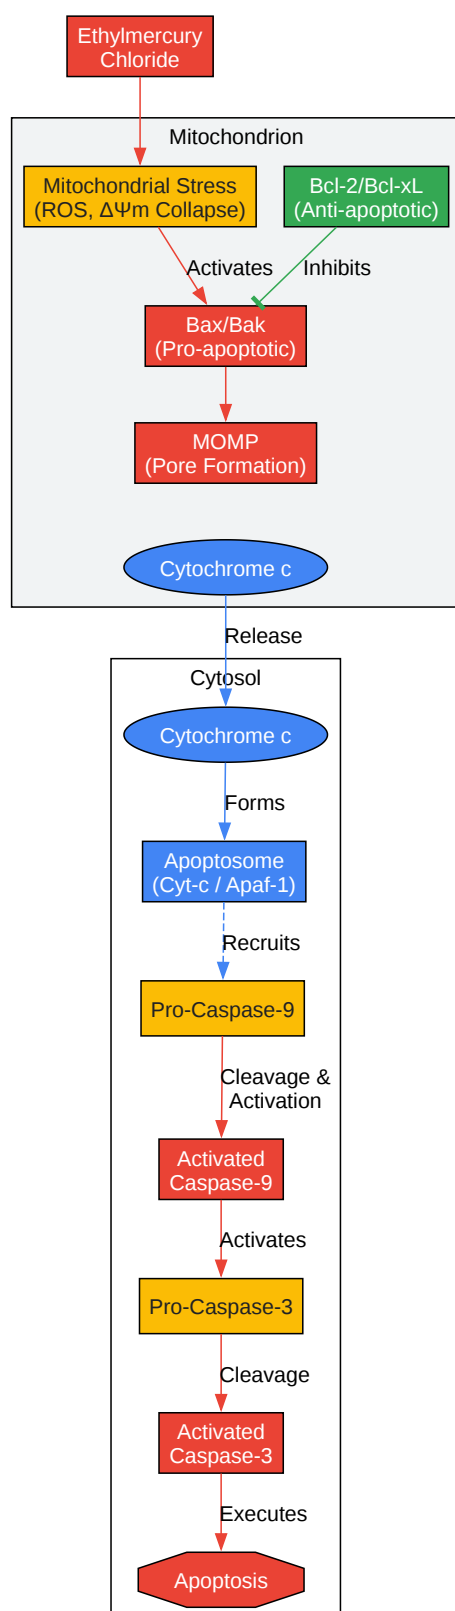 Ethylmercury
Chloride
Mitochondrion
Mitochondrial Stress
(ROS, ΔΨm Collapse)
Bcl-2/Bcl-xL
(Anti-apoptotic)
Activates
Inhibits
Bax/Bak
(Pro-apoptotic)
MOMP
(Pore Formation)
Cytochrome c
Release
Cytosol
Cytochrome c
Forms
Apoptosome
(Cyt-c / Apaf-1)
Recruits
Pro-Caspase-9
Cleavage &
Activation
Activated
Caspase-9
Activates
Pro-Caspase-3
Cleavage
Activated
Caspase-3
Executes
Apoptosis